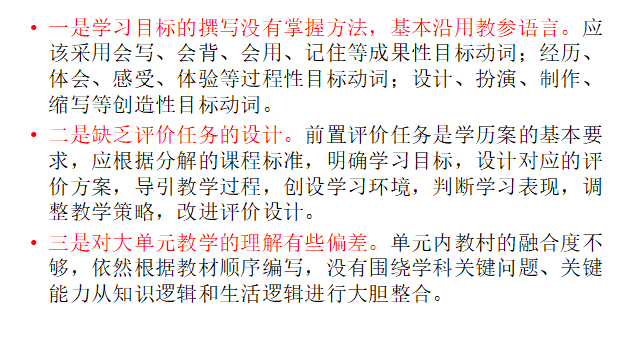 • 一是学习目标的撰写没有掌握方法，基本沿用教参语言。应
该采用会写、会背、会用、记住等成果性目标动词；经历、
体会、感受、体验等过程性目标动词；设计、扮演、制作、
缩写等创造性目标动词。
• 二是缺乏评价任务的设计。前置评价任务是学历案的基本要
求，应根据分解的课程标准，明确学习目标，设计对应的评
价方案，导引教学过程，创设学习环境，判断学习表现，调
整教学策略，改进评价设计。
• 三是对大单元教学的理解有些偏差。单元内教村的融合度不
够，依然根据教材顺序编写，没有围绕学科关键问题、关键
能力从知识逻辑和生活逻辑进行大胆整合。